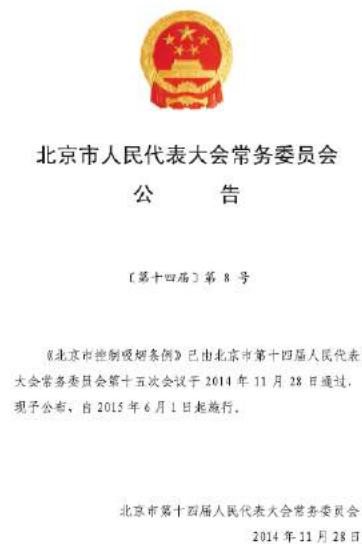 北京市人民代表大会常务委员会
公 告
〔第十四届〕第 8 号
《北京市控制吸烟条例》已由北京市第十四届人民代表
大会常务委员会第十五次会议于 2014 年 11 月 28 日通过,
现予公布，自 2015 年 6 月 1 日起施行。
北京市第十四届人民代表大会常务委员会
2014 年 11 月 28 日